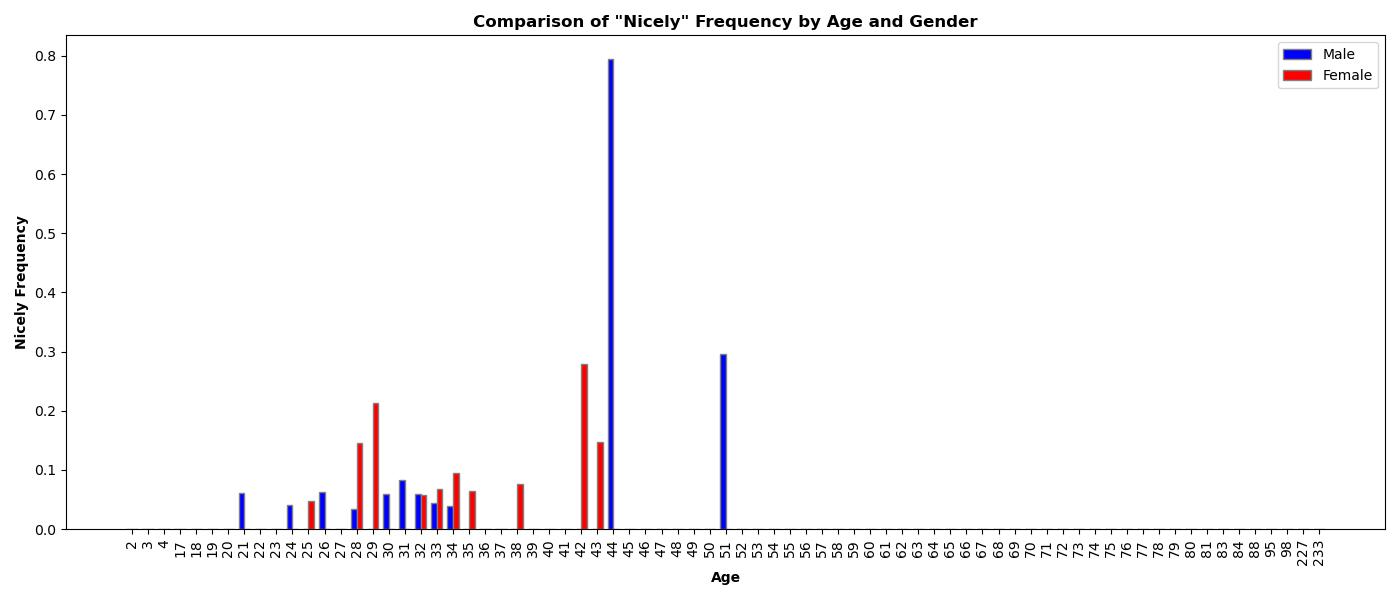 Comparison of "Nicely" Frequency by Age and Gender
Male
Female
0.8
0.7
0.6
0.5
0.4
0.3
0.2
0.1
0.0
Nicely Frequency
2 3 4 17 18 19 20 21 22 23 24 25 26 27 28 29 30 31 32 33 34 35 36 37 38 39 40 41 42 43 44 45 46 47 48 49 50 51 52 53 54 55 56 57 58 59 60 61 62 63 64 65 66 67 68 69 70 71 72 73 74 75 76 77 78 79 80 81 83 84 88 95 98 227 233
Age